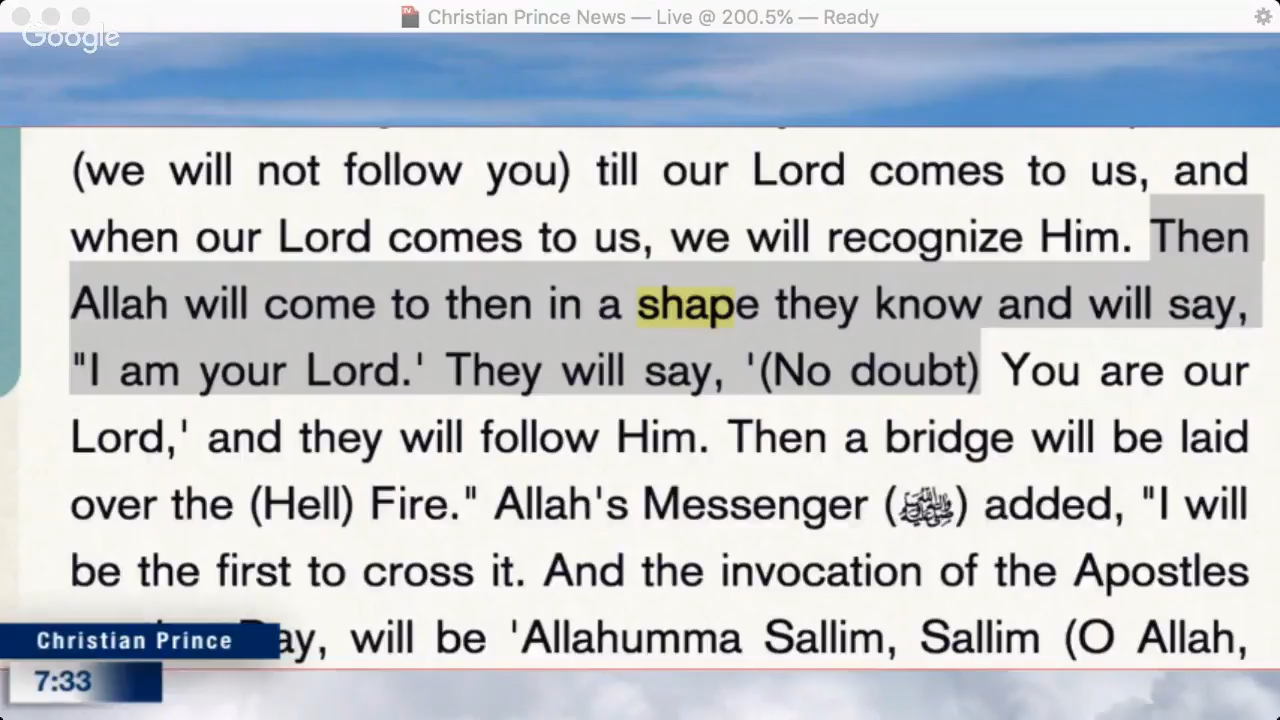 Christian Prince News — Live @ 200.5% — Ready
Google
(we will not follow you) till our Lord comes to us, and
when our Lord comes to us, we will recognize Him. Then
Allah will come to then in a shape they know and will say,
"I am your Lord.' They will say, '(No doubt) You are our
Lord,' and they will follow Him. Then a bridge will be laid
over the (Hell) Fire." Allah's Messenger (ﷺ) added, "I will
be the first to cross it. And the invocation of the Apostles
Day, will be 'Allahumma Sallim, Sallim (O Allah,
Christian Prince
7:33